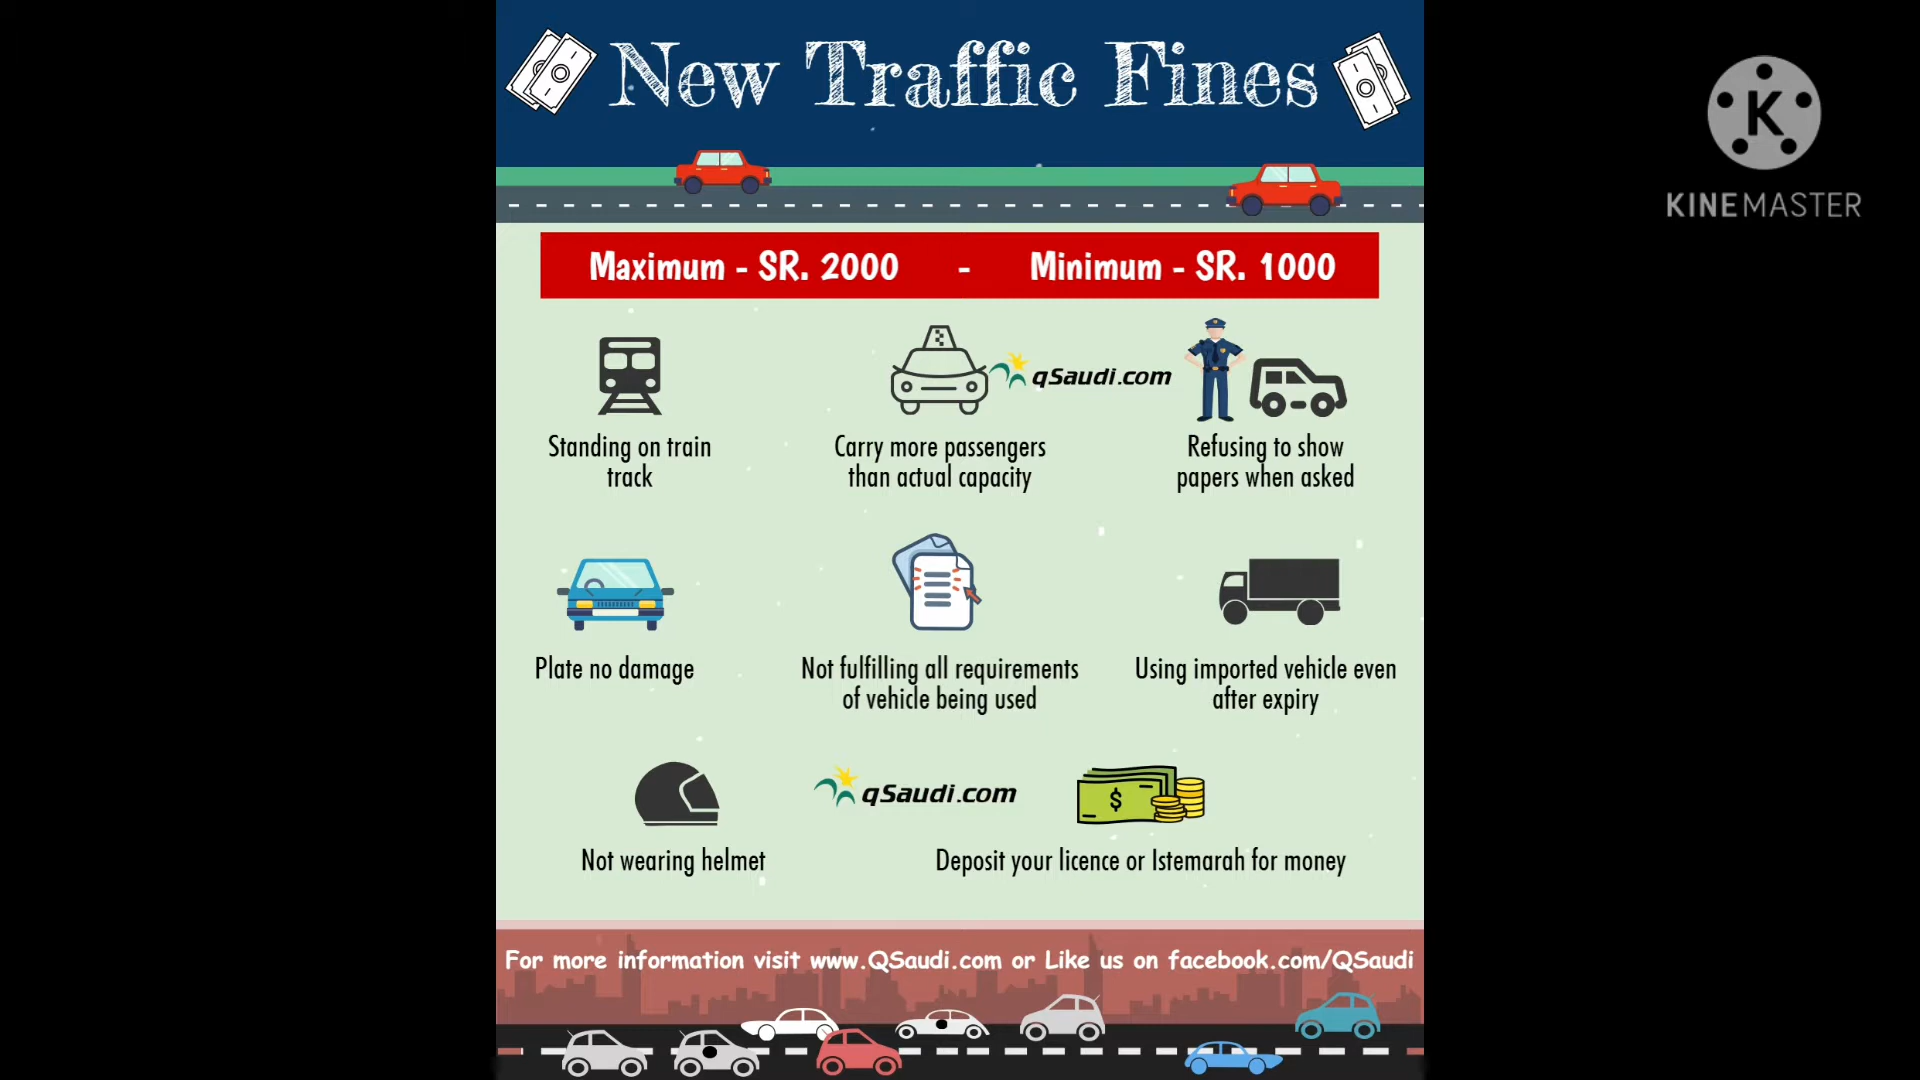 New Traffic Fines
K
KINEMASTER
Maximum - SR. 2000 - Minimum - SR. 1000
qSaudi.com
Standing on train
track
Carry more passengers
than actual capacity
Refusing to show
papers when asked
Plate no damage
Not fulfilling all requirements
of vehicle being used
Using imported vehicle even
after expiry
qSaudi.com
$
Not wearing helmet
Deposit your licence or Istemarah for money
For more information visit www.QSaudi.com or Like us on facebook.com/QSaudi